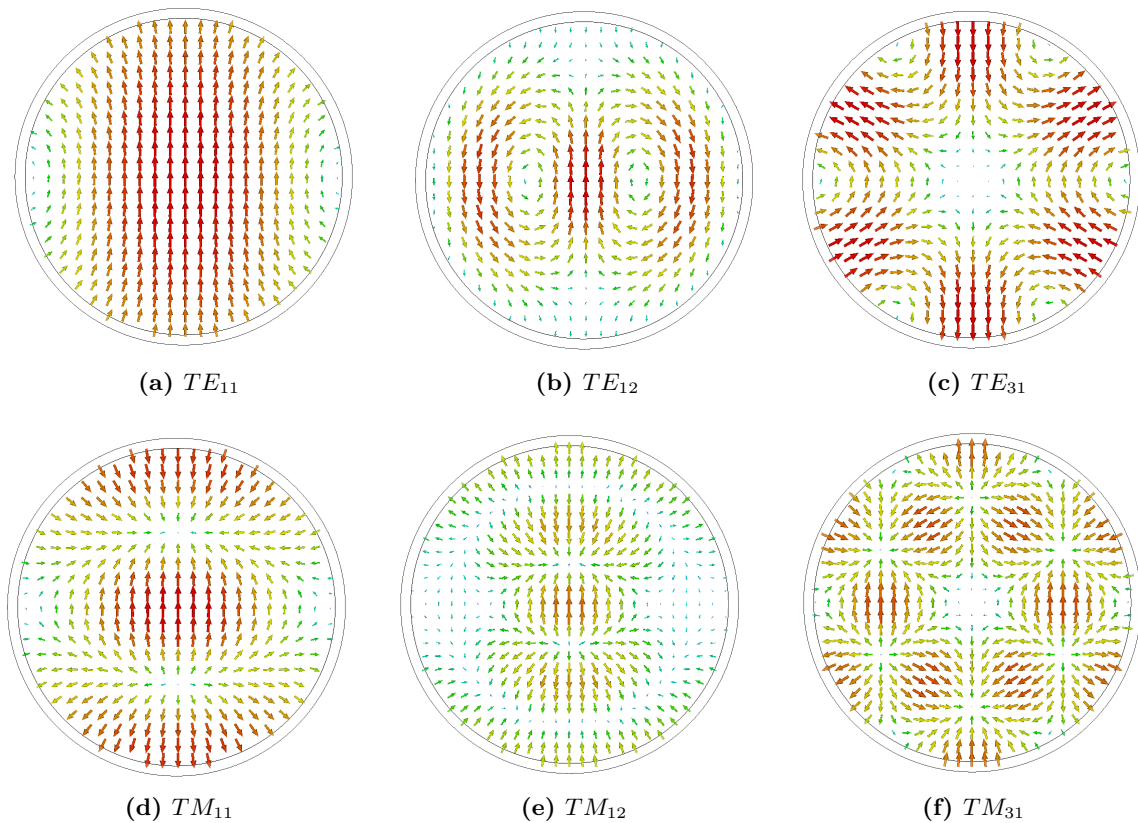 (a) TE₁₁
(b) TE₁₂
(c) TE₃₁
(d) TM₁₁
(e) TM₁₂
(f) TM₃₁